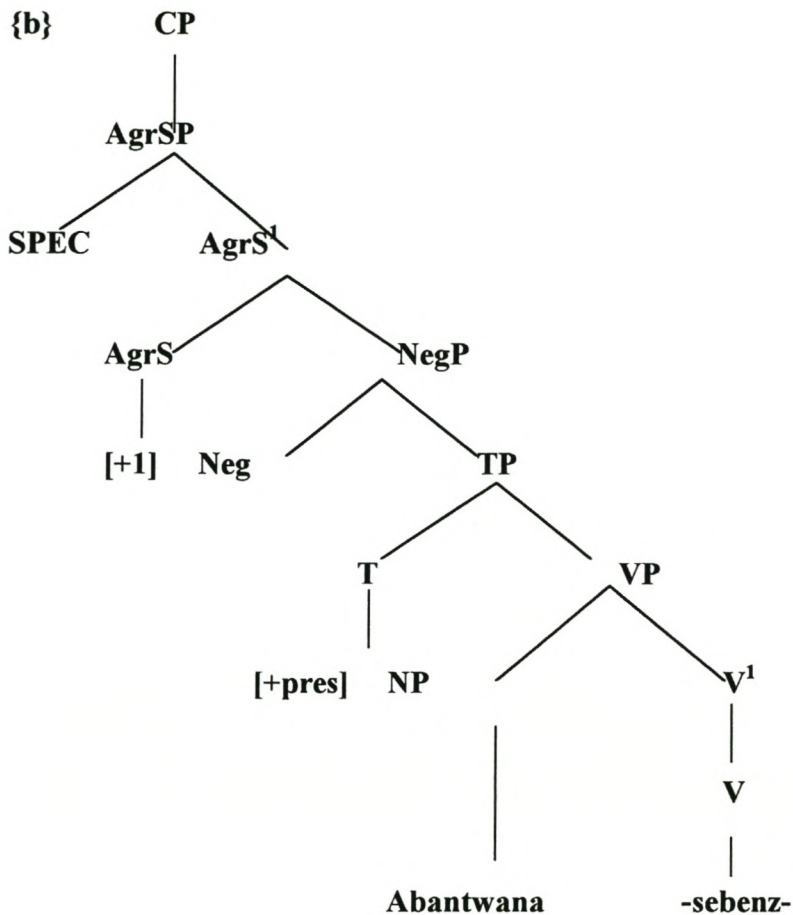 {b} CP
AgrSP
SPEC AgrS¹
AgrS NegP
[+1] Neg TP
T VP
[+pres] NP V¹
V
Abantwana -sebenz-